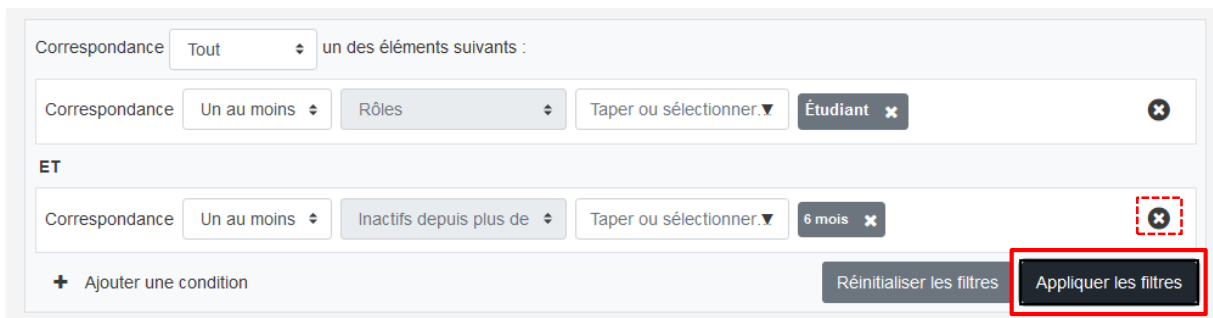 Correspondance Tout un des éléments suivants :
Correspondance Un au moins Rôles Taper ou sélectionner. Étudiant
ET
Correspondance Un au moins Inactifs depuis plus de Taper ou sélectionner. 6 mois
Ajouter une condition Réinitialiser les filtres Appliquer les filtres